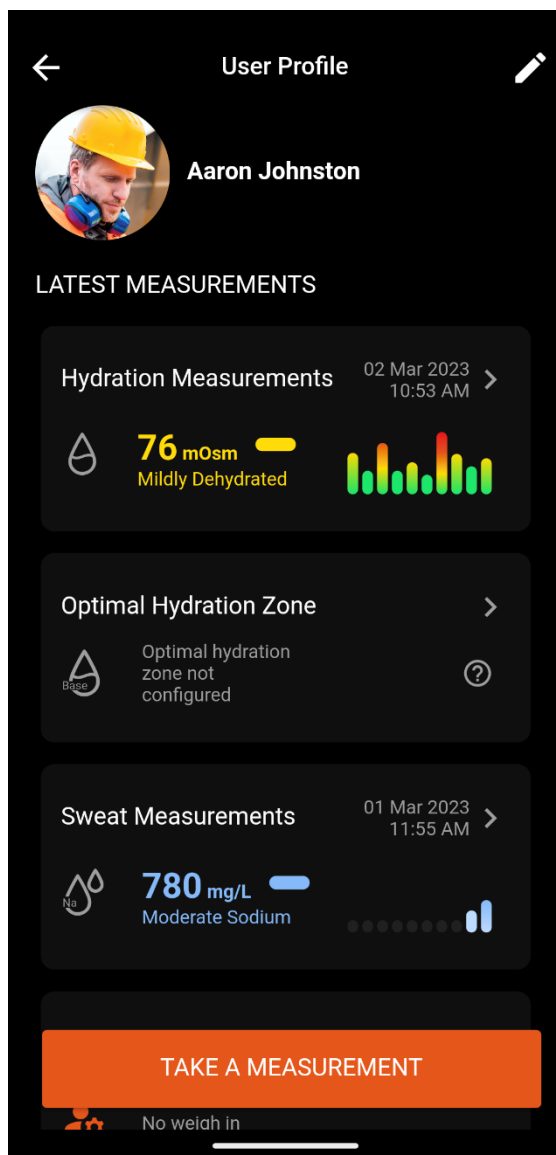 User Profile
Aaron Johnston
LATEST MEASUREMENTS
Hydration Measurements
02 Mar 2023
10:53 AM
76 mOsm
Mildly Dehydrated
Optimal Hydration Zone
Base
Optimal hydration
zone not
configured
?
Sweat Measurements
01 Mar 2023
11:55 AM
Na
780 mg/L
Moderate Sodium
TAKE A MEASUREMENT
No weigh in